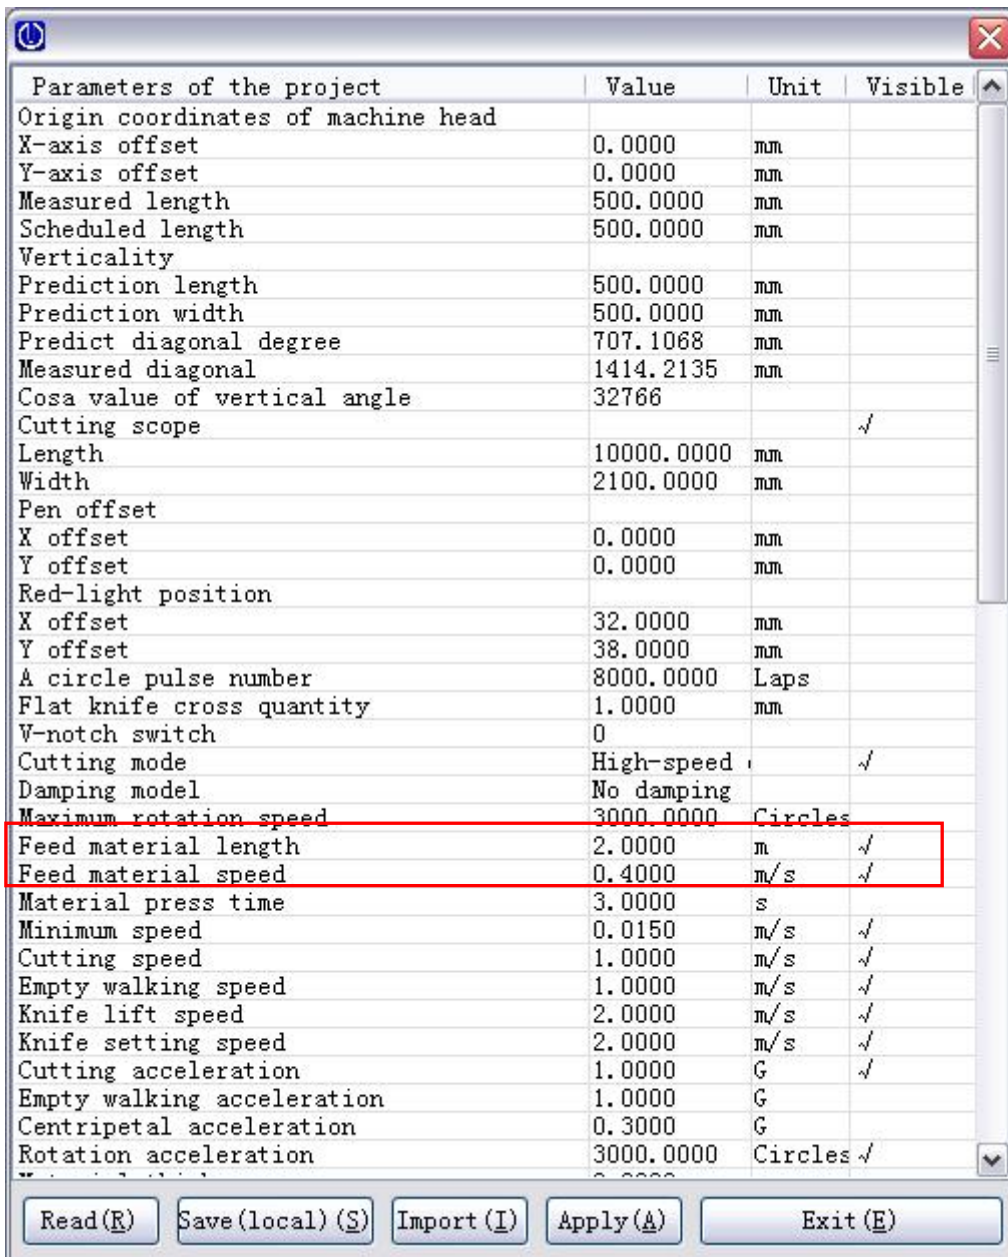 Parameters of the project Value Unit Visible
Origin coordinates of machine head
X-axis offset 0.0000 mm
Y-axis offset 0.0000 mm
Measured length 500.0000 mm
Scheduled length 500.0000 mm
Verticality
Prediction length 500.0000 mm
Prediction width 500.0000 mm
Predict diagonal degree 707.1068 mm
Measured diagonal 1414.2135 mm
Cosa value of vertical angle 32766
Cutting scope √
Length 10000.0000 mm
Width 2100.0000 mm
Pen offset
X offset 0.0000 mm
Y offset 0.0000 mm
Red-light position
X offset 32.0000 mm
Y offset 38.0000 mm
A circle pulse number 8000.0000 Laps
Flat knife cross quantity 1.0000 mm
V-notch switch 0
Cutting mode High-speed √
Damping model No damping
Maximum rotation speed 3000.0000 Circles
Feed material length 2.0000 m √
Feed material speed 0.4000 m/s √
Material press time 3.0000 s
Minimum speed 0.0150 m/s √
Cutting speed 1.0000 m/s √
Empty walking speed 1.0000 m/s √
Knife lift speed 2.0000 m/s √
Knife setting speed 2.0000 m/s √
Cutting acceleration 1.0000 G √
Empty walking acceleration 1.0000 G
Centripetal acceleration 0.3000 G
Rotation acceleration 3000.0000 Circles √
Read(R) Save(local)(S) Import(I) Apply(A) Exit(E)